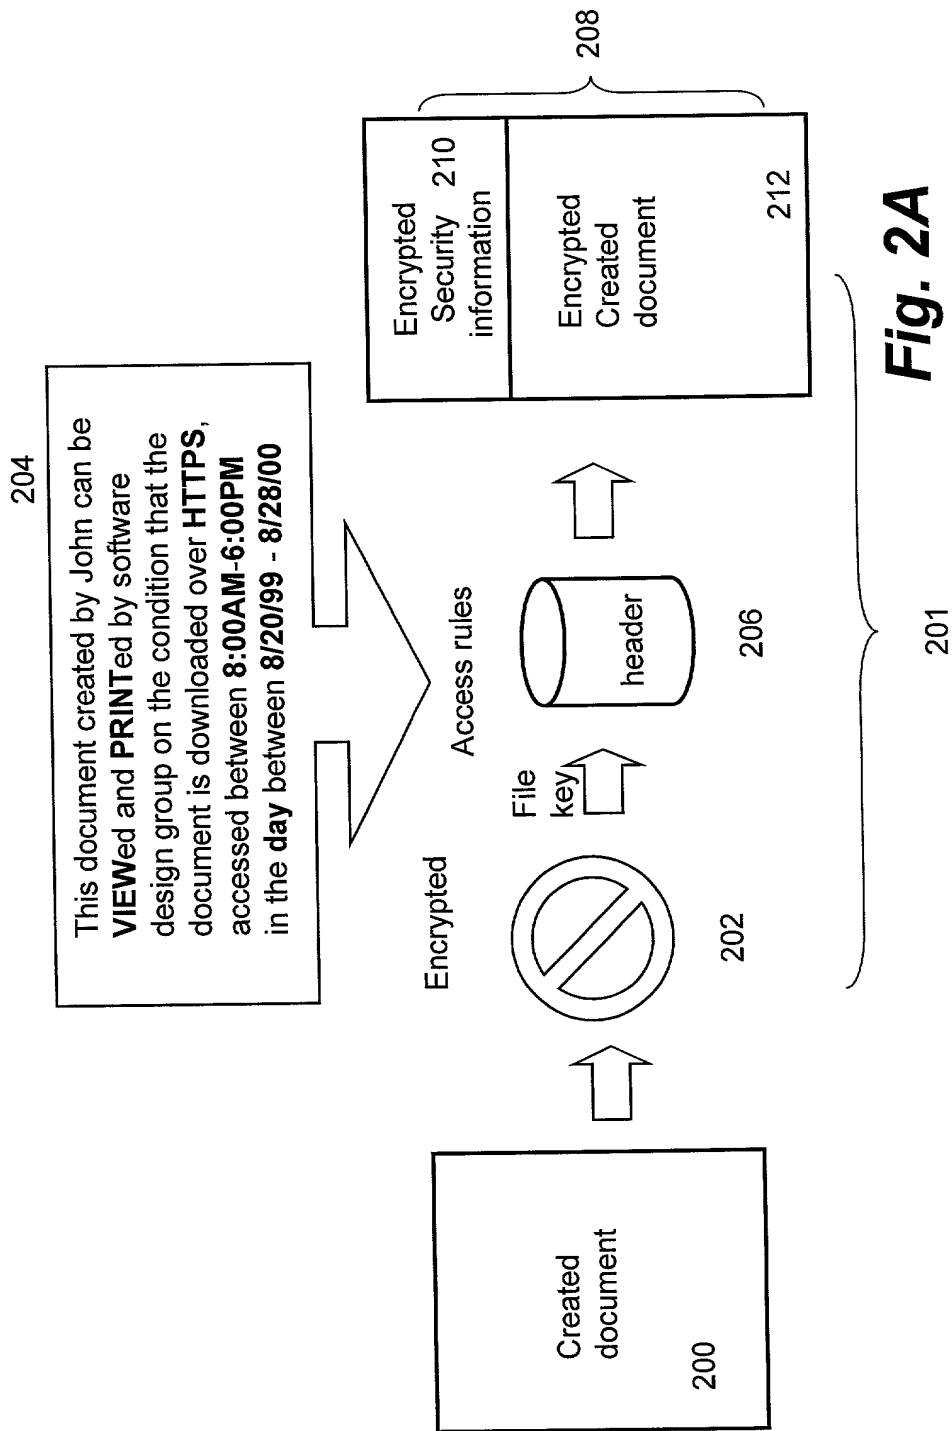 204
This document created by John can be
VIEWed and PRINTed by software
design group on the condition that the
document is downloaded over HTTPS,
accessed between 8:00AM-6:00PM
in the day between 8/20/99 - 8/28/00
Created
document
200
Encrypted
202
File
key
Access rules
header
206
Encrypted
Security 210
information
Encrypted
Created
document
212
208
201
Fig. 2A